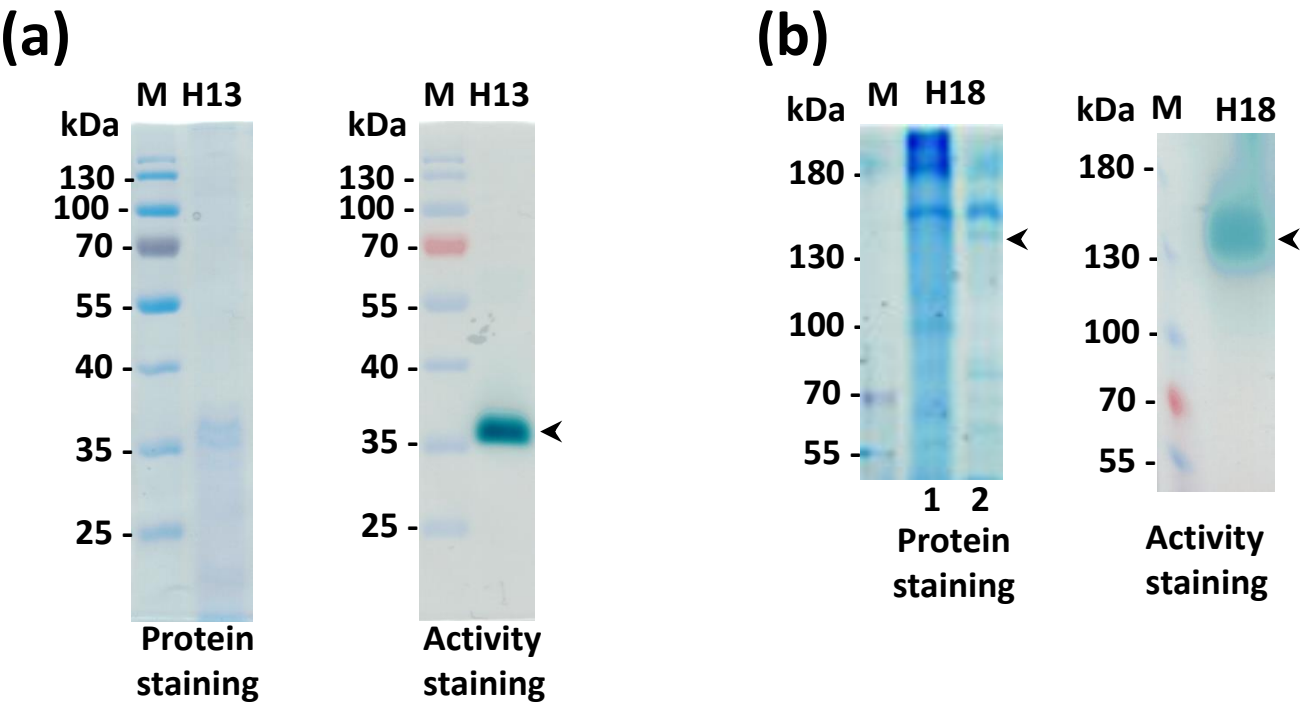 (a)
M H13
kDa
130 -
100 -
70 -
55 -
40 -
35 -
25 -
Protein
staining
M H13
kDa
130 -
100 -
70 -
55 -
40 -
35 -
25 -
Activity
staining
(b)
M H18
kDa
180 -
130 -
100 -
70 -
55 -
1 2
Protein
staining
kDa M H18
180 -
130 -
100 -
70 -
55 -
Activity
staining